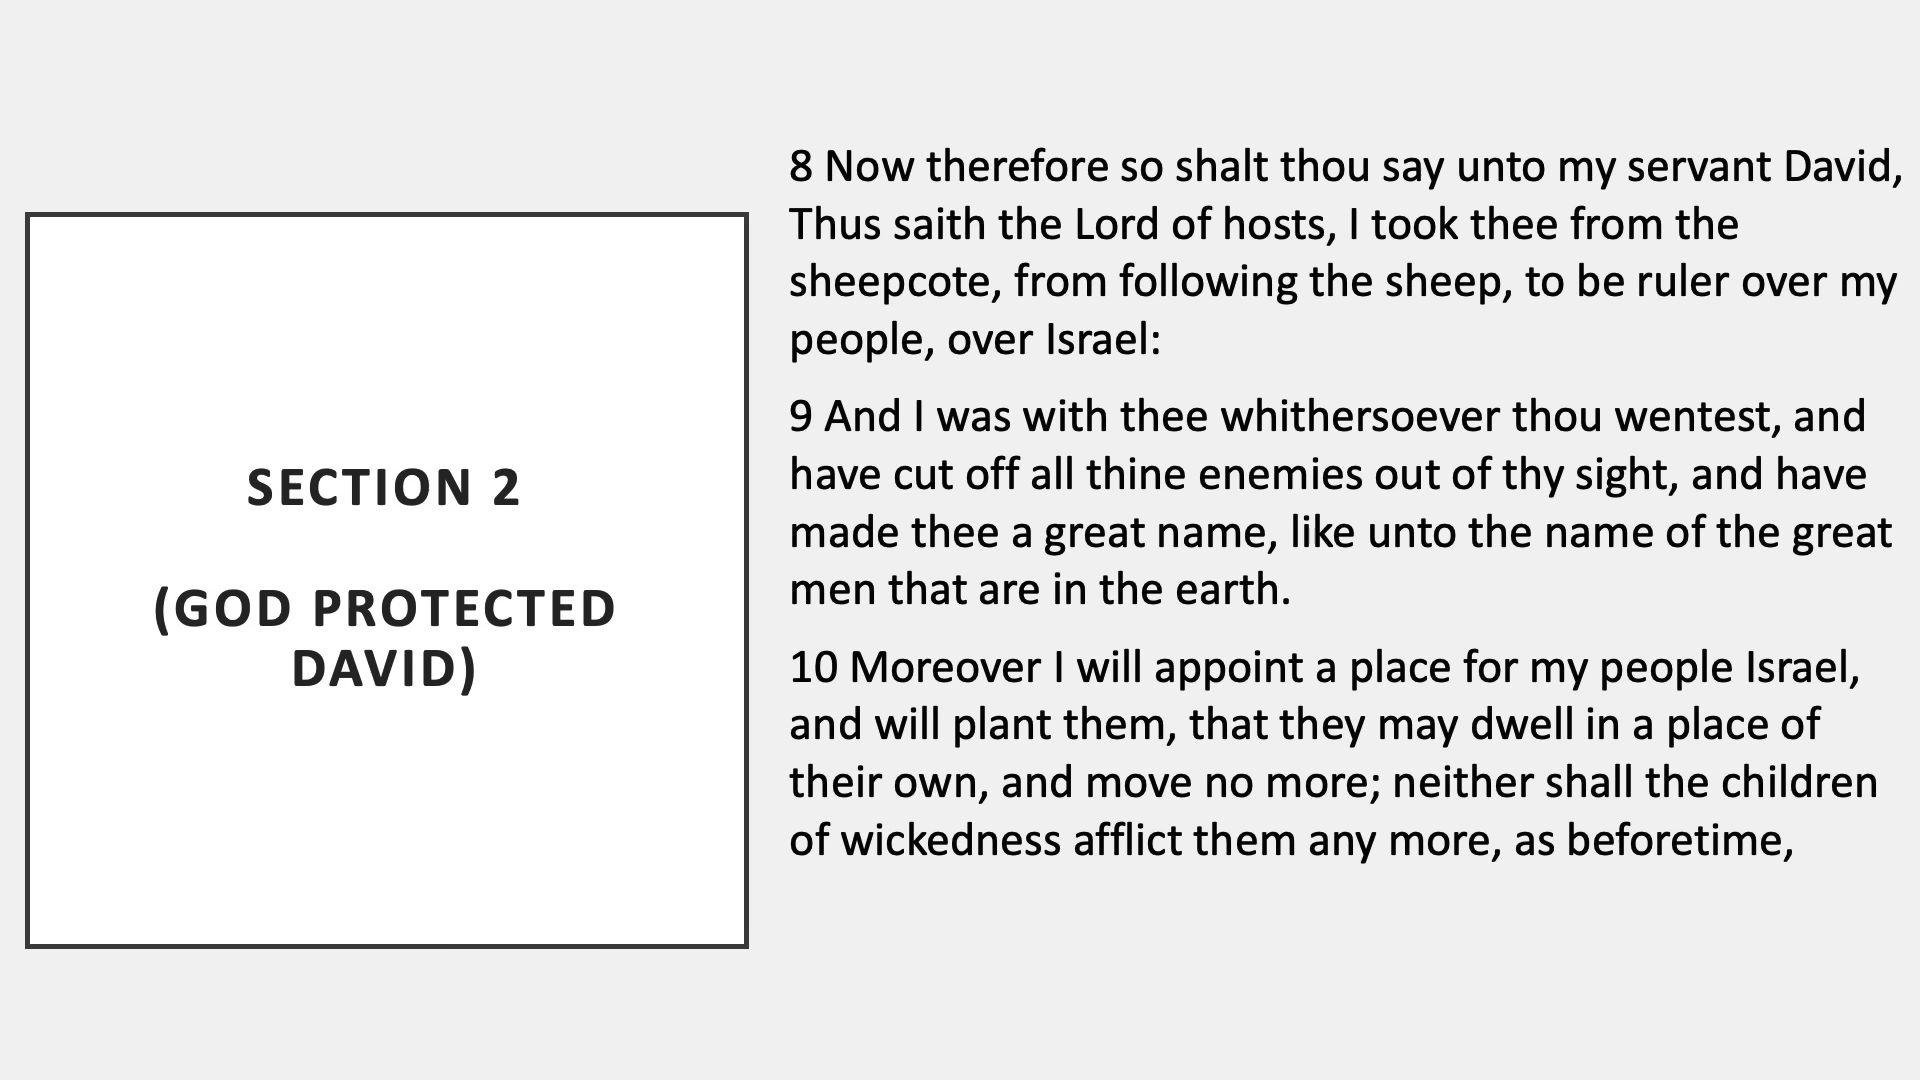 SECTION 2
(GOD PROTECTED
DAVID)
8 Now therefore so shalt thou say unto my servant David,
Thus saith the Lord of hosts, I took thee from the
sheepcote, from following the sheep, to be ruler over my
people, over Israel:
9 And I was with thee whithersoever thou wentest, and
have cut off all thine enemies out of thy sight, and have
made thee a great name, like unto the name of the great
men that are in the earth.
10 Moreover I will appoint a place for my people Israel,
and will plant them, that they may dwell in a place of
their own, and move no more; neither shall the children
of wickedness afflict them any more, as beforetime,